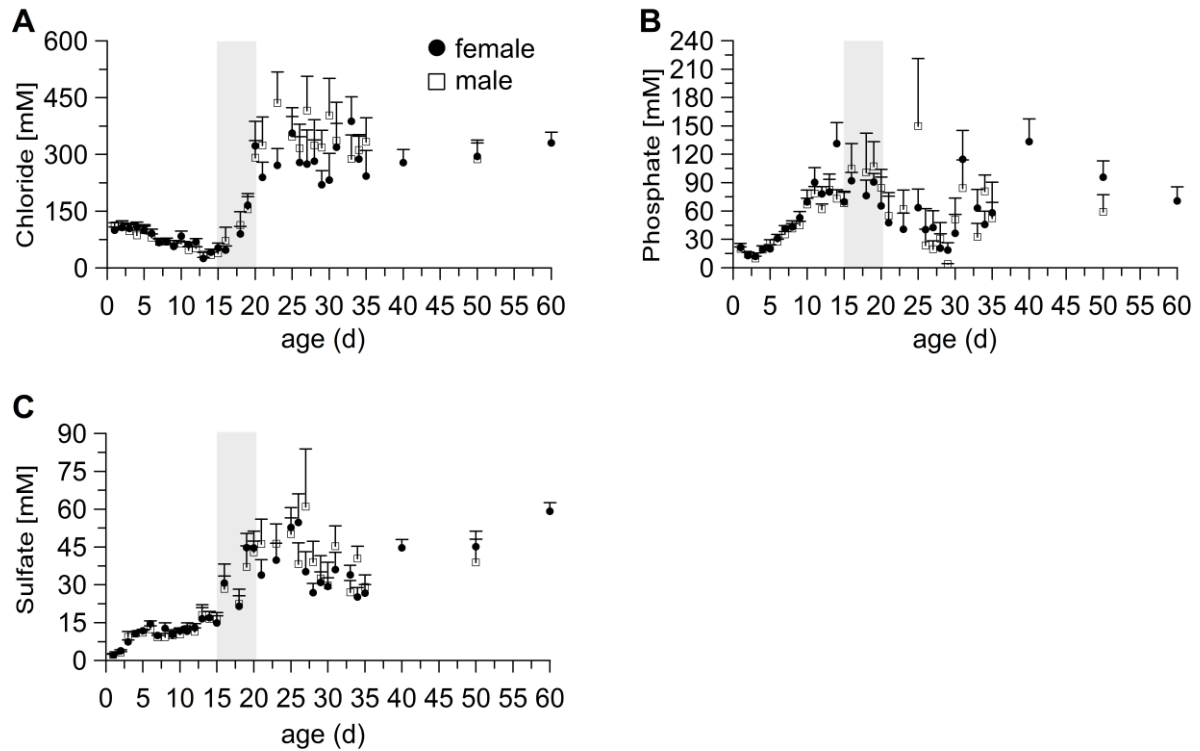 A
600
450
300
150
0
Chloride [mM]
female
male
0 5 10 15 20 25 30 35 40 45 50 55 60
age (d)
B
240
210
180
150
120
90
60
30
0
Phosphate [mM]
0 5 10 15 20 25 30 35 40 45 50 55 60
age (d)
C
90
75
60
45
30
15
0
Sulfate [mM]
0 5 10 15 20 25 30 35 40 45 50 55 60
age (d)